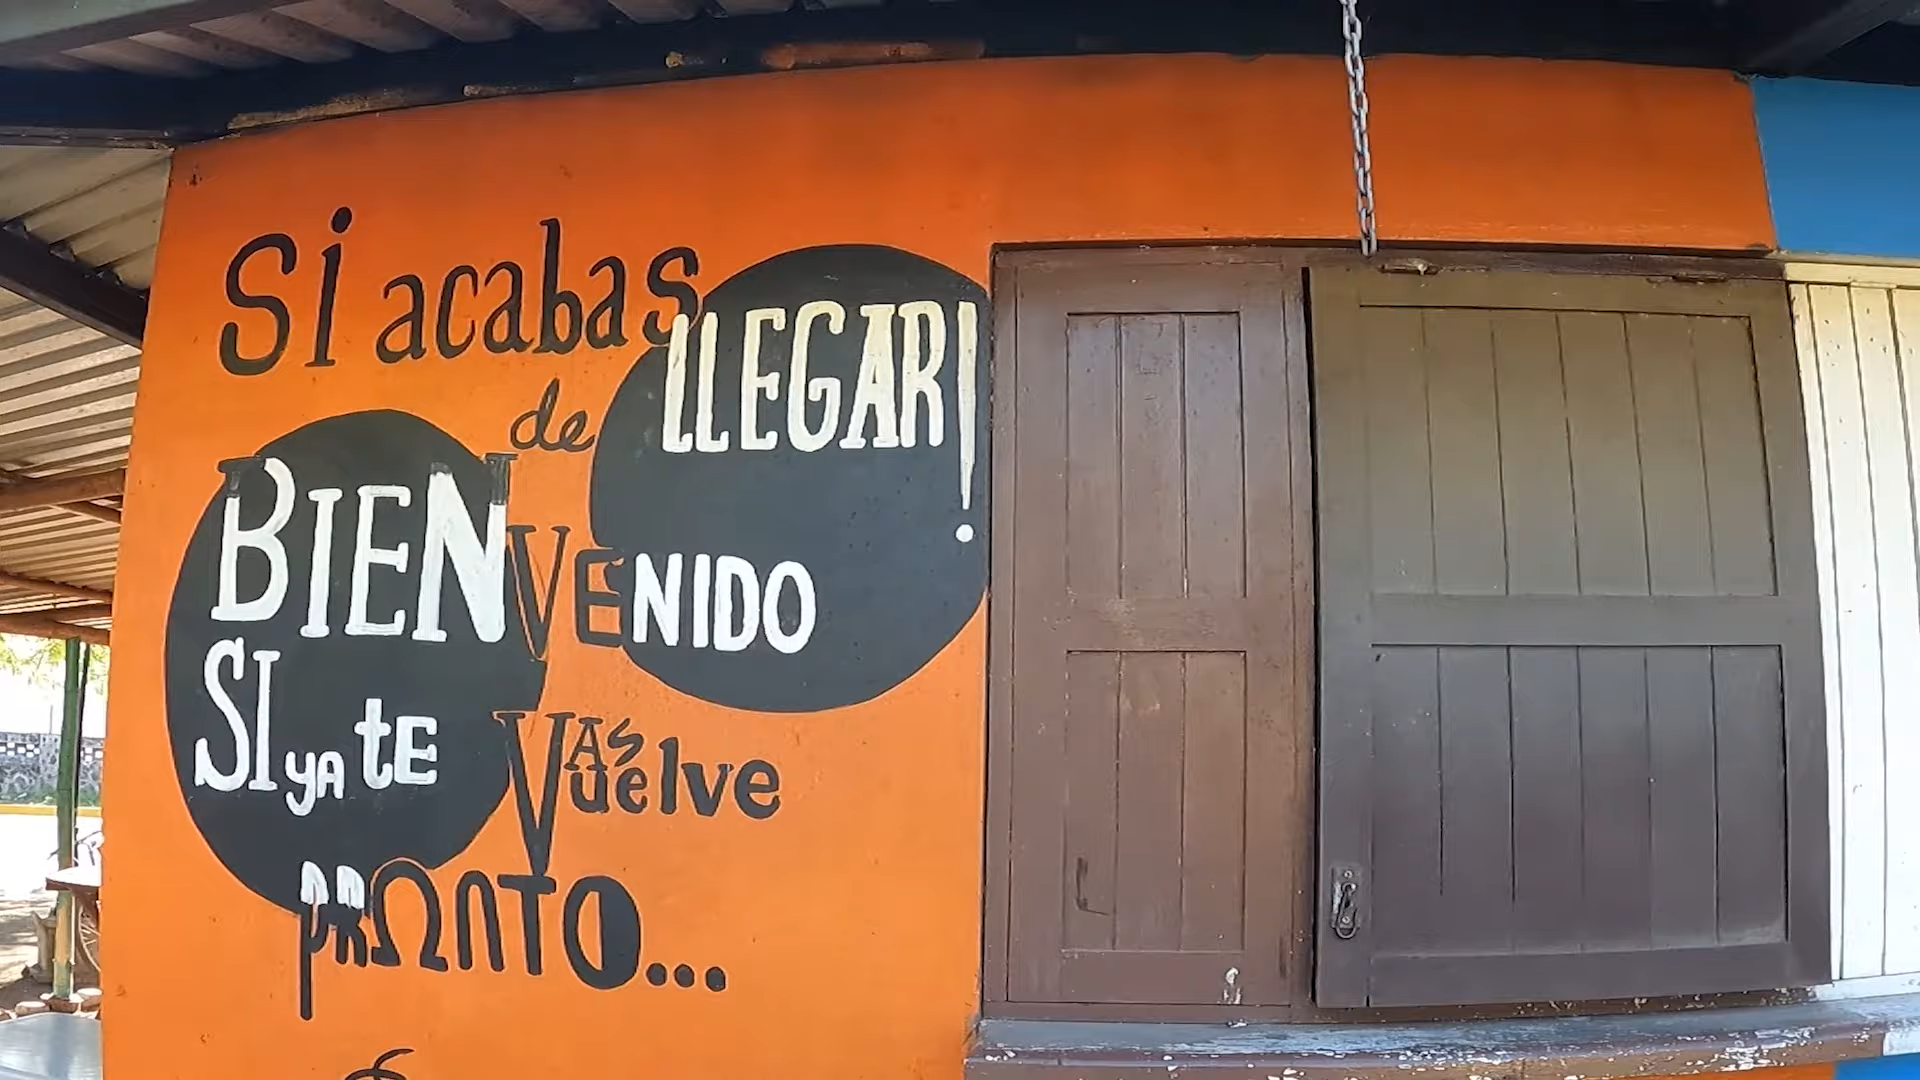 Si acabas
de LLEGAR!
BIENVENIDO
SI ya tE VAS
Vuelve
PRONTO...